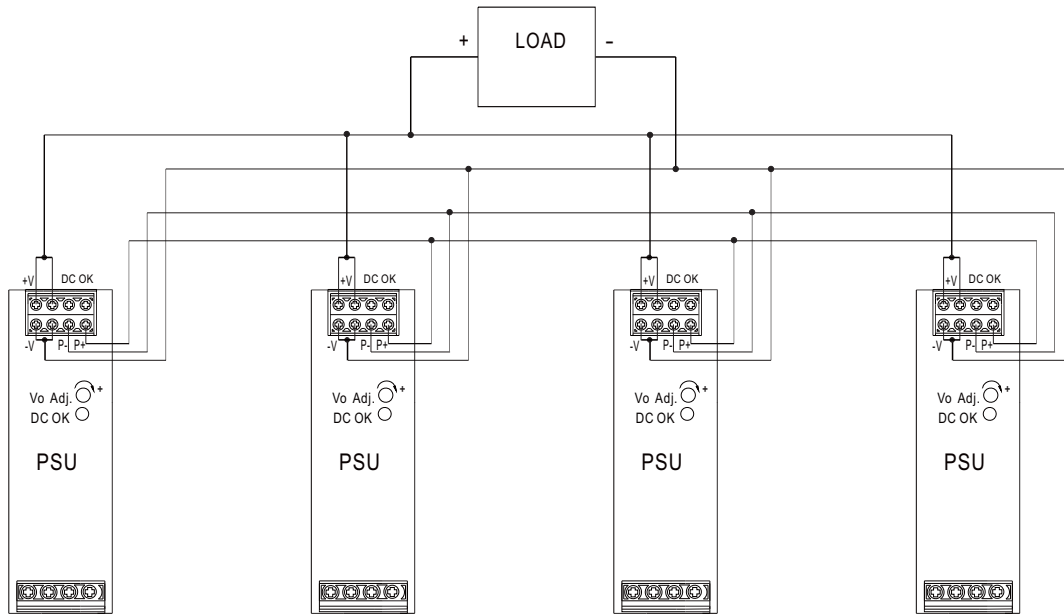 + LOAD -
+V DC OK
+V DC OK
+V DC OK
+V DC OK
-V P- P+
-V P- P+
-V P- P+
-V P- P+
Vo Adj. +
DC OK
Vo Adj. +
DC OK
Vo Adj. +
DC OK
Vo Adj. +
DC OK
PSU
PSU
PSU
PSU